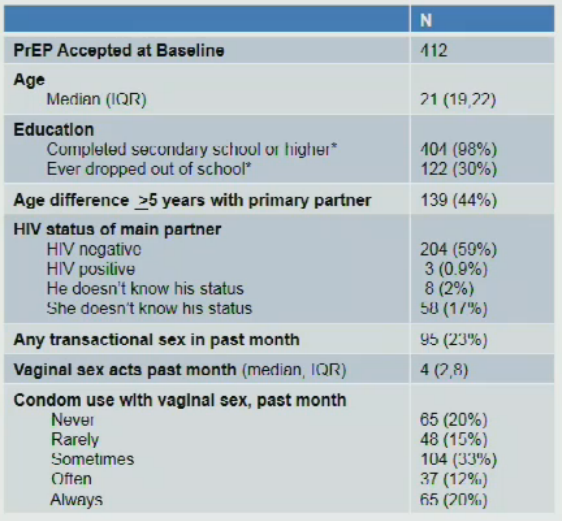 N
PrEP Accepted at Baseline 412
Age
Median (IQR) 21 (19,22)
Education
Completed secondary school or higher* 404 (98%)
Ever dropped out of school* 122 (30%)
Age difference >5 years with primary partner 139 (44%)
HIV status of main partner
HIV negative 204 (59%)
HIV positive 3 (0.9%)
He doesn't know his status 8 (2%)
She doesn't know his status 58 (17%)
Any transactional sex in past month 95 (23%)
Vaginal sex acts past month (median, IQR) 4 (2,8)
Condom use with vaginal sex, past month
Never 65 (20%)
Rarely 48 (15%)
Sometimes 104 (33%)
Often 37 (12%)
Always 65 (20%)